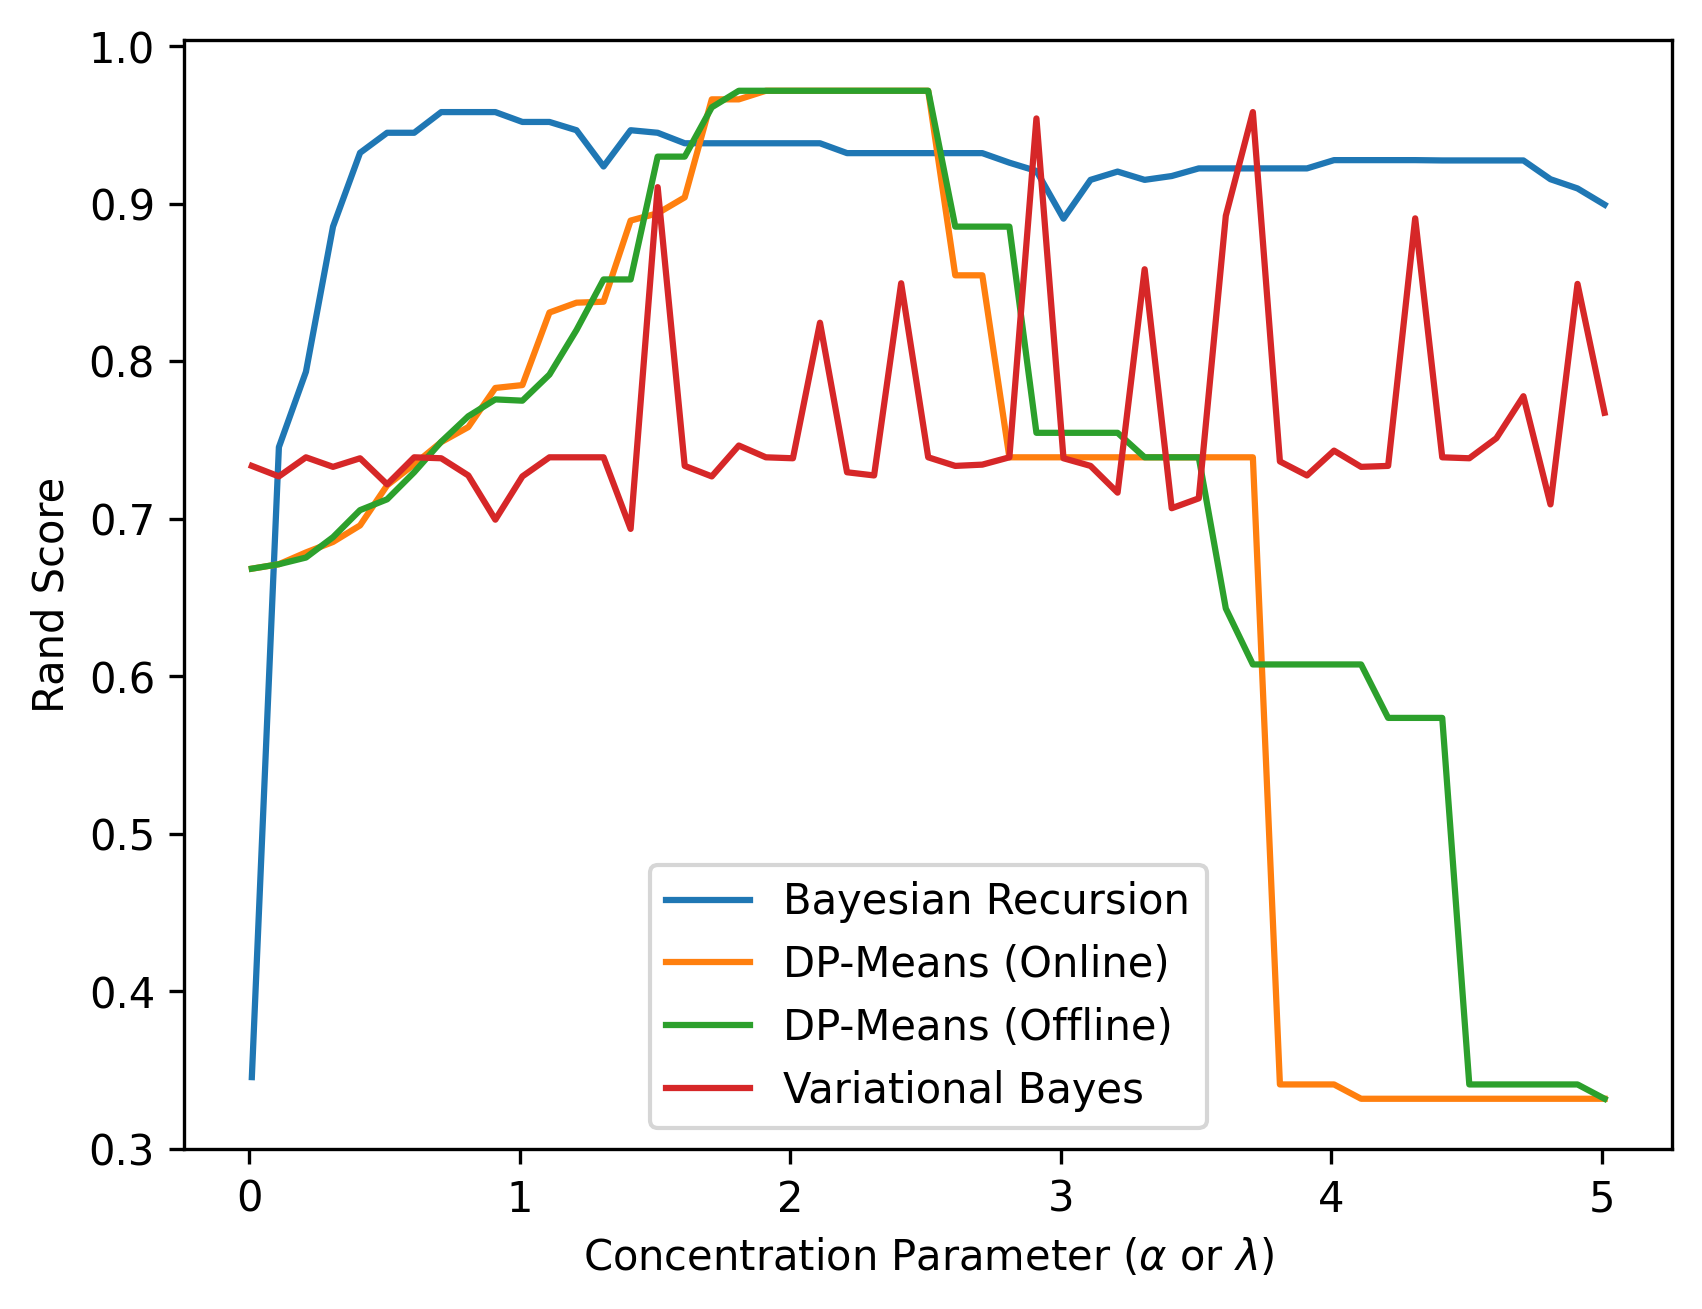 1.0
0.9
0.8
0.7
0.6
0.5
0.4
0.3
Rand Score
Bayesian Recursion
DP-Means (Online)
DP-Means (Offline)
Variational Bayes
0 1 2 3 4 5
Concentration Parameter (α or λ)